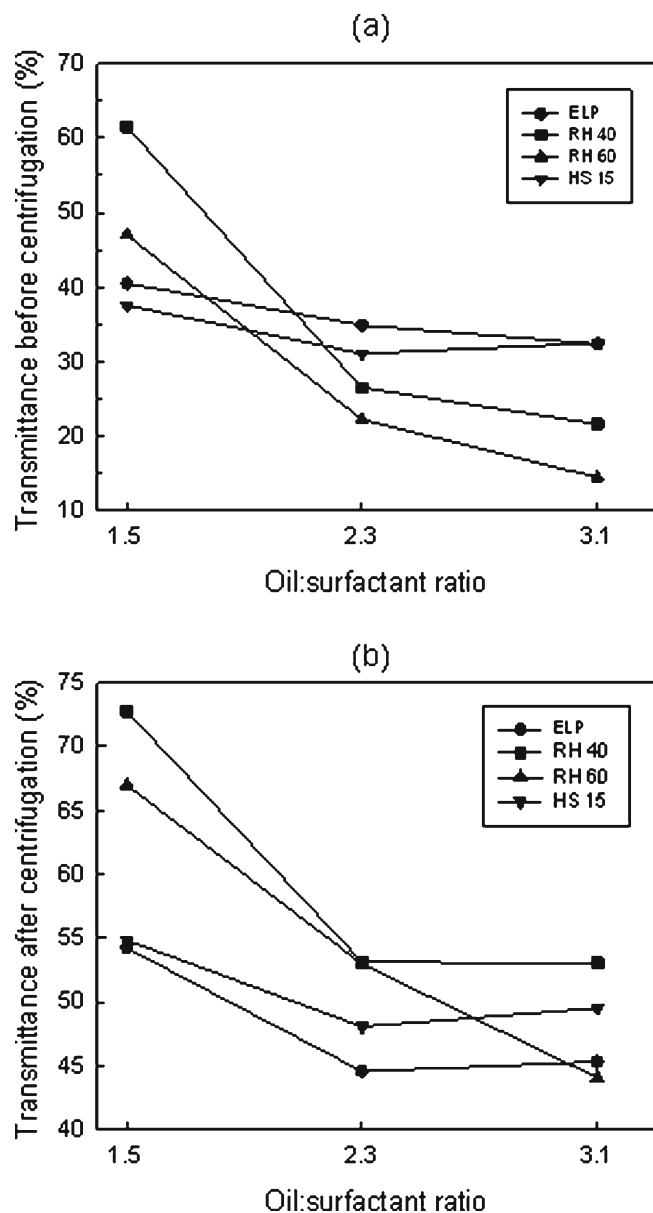 (a)
Transmittance before centrifugation (%)
70
60
50
40
30
20
10
ELP
RH 40
RH 60
HS 15
1.5 2.3 3.1
Oil:surfactant ratio
(b)
Transmittance after centrifugation (%)
75
70
65
60
55
50
45
40
ELP
RH 40
RH 60
HS 15
1.5 2.3 3.1
Oil:surfactant ratio